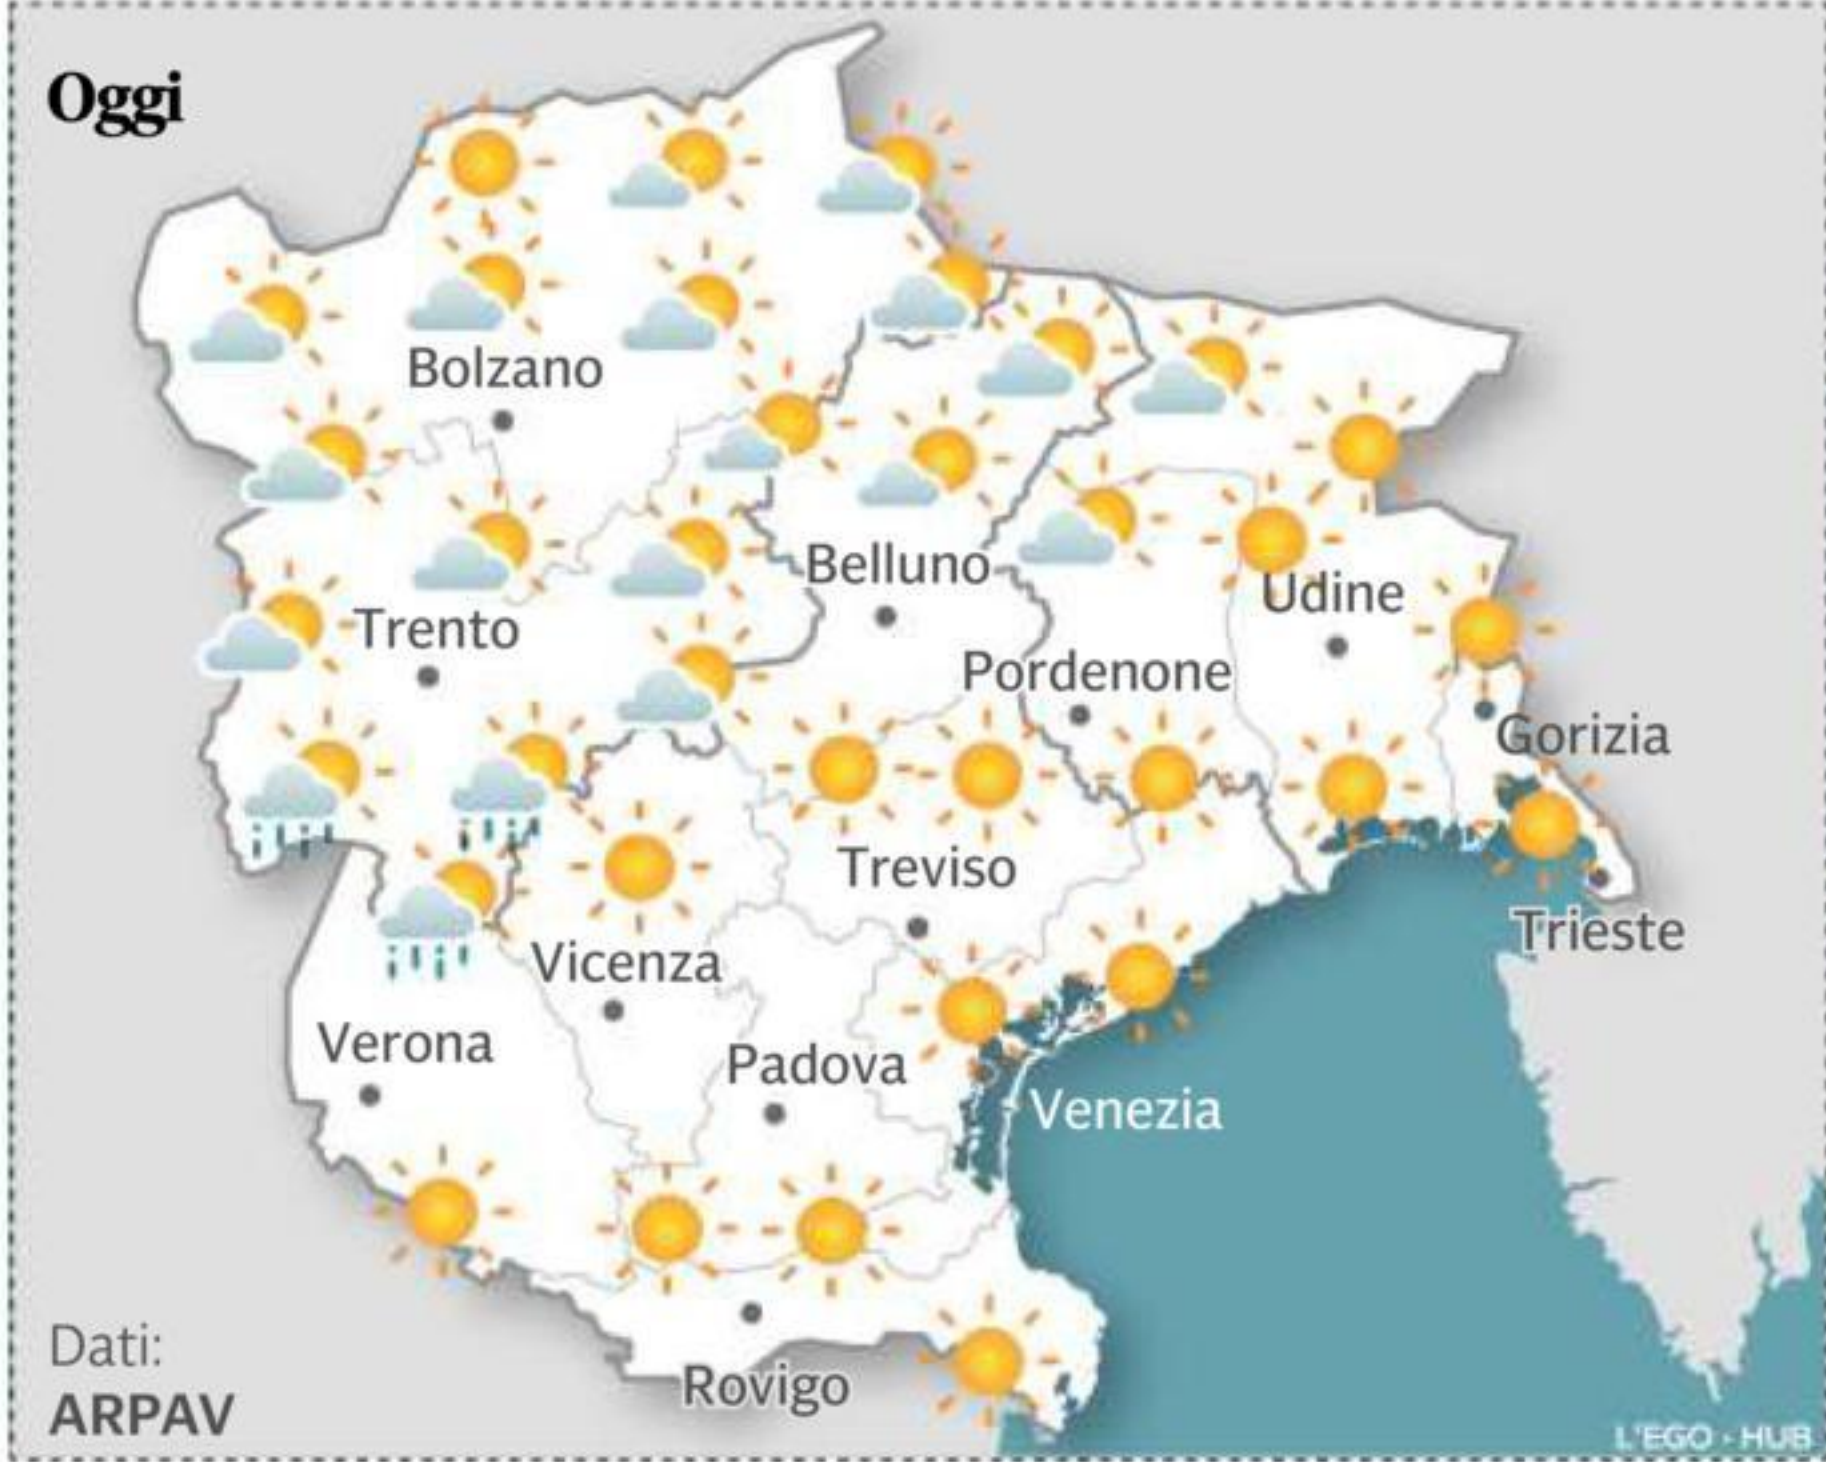 Oggi
Bolzano
Belluno
Udine
Trento
Pordenone
Gorizia
Treviso
Trieste
Vicenza
Verona
Padova
Venezia
Dati:
ARPAV
Rovigo
L'EGO - HUB